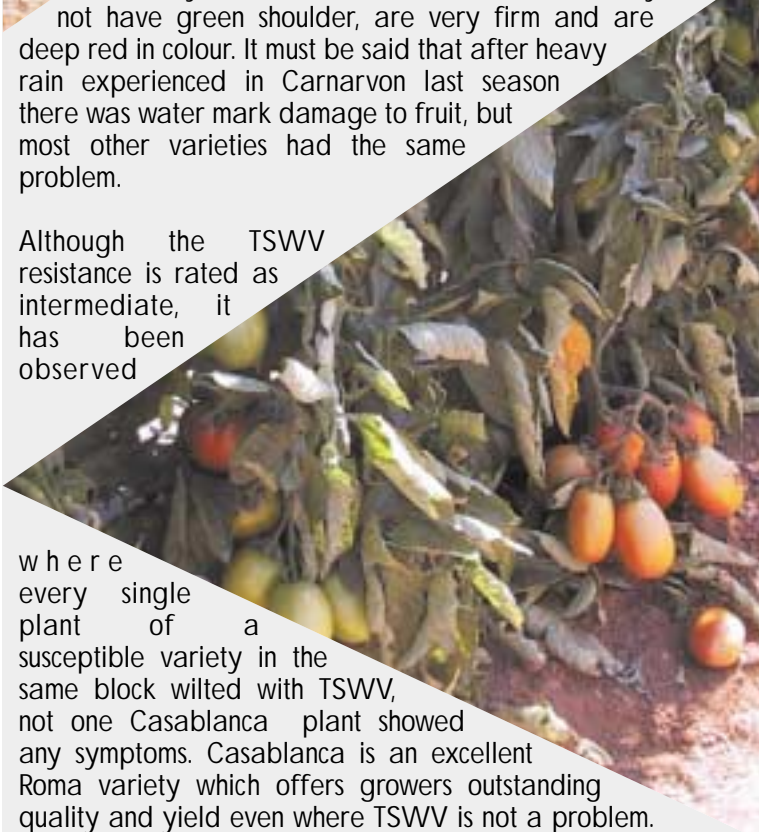 not have green shoulder, are very firm and are
deep red in colour. It must be said that after heavy
rain experienced in Carnarvon last season
there was water mark damage to fruit, but
most other varieties had the same
problem.
Although the TSWV
resistance is rated as
intermediate, it
has been
observed
where
every single
plant of a
susceptible variety in the
same block wilted with TSWV,
not one Casablanca plant showed
any symptoms. Casablanca is an excellent
Roma variety which offers growers outstanding
quality and yield even where TSWV is not a problem.